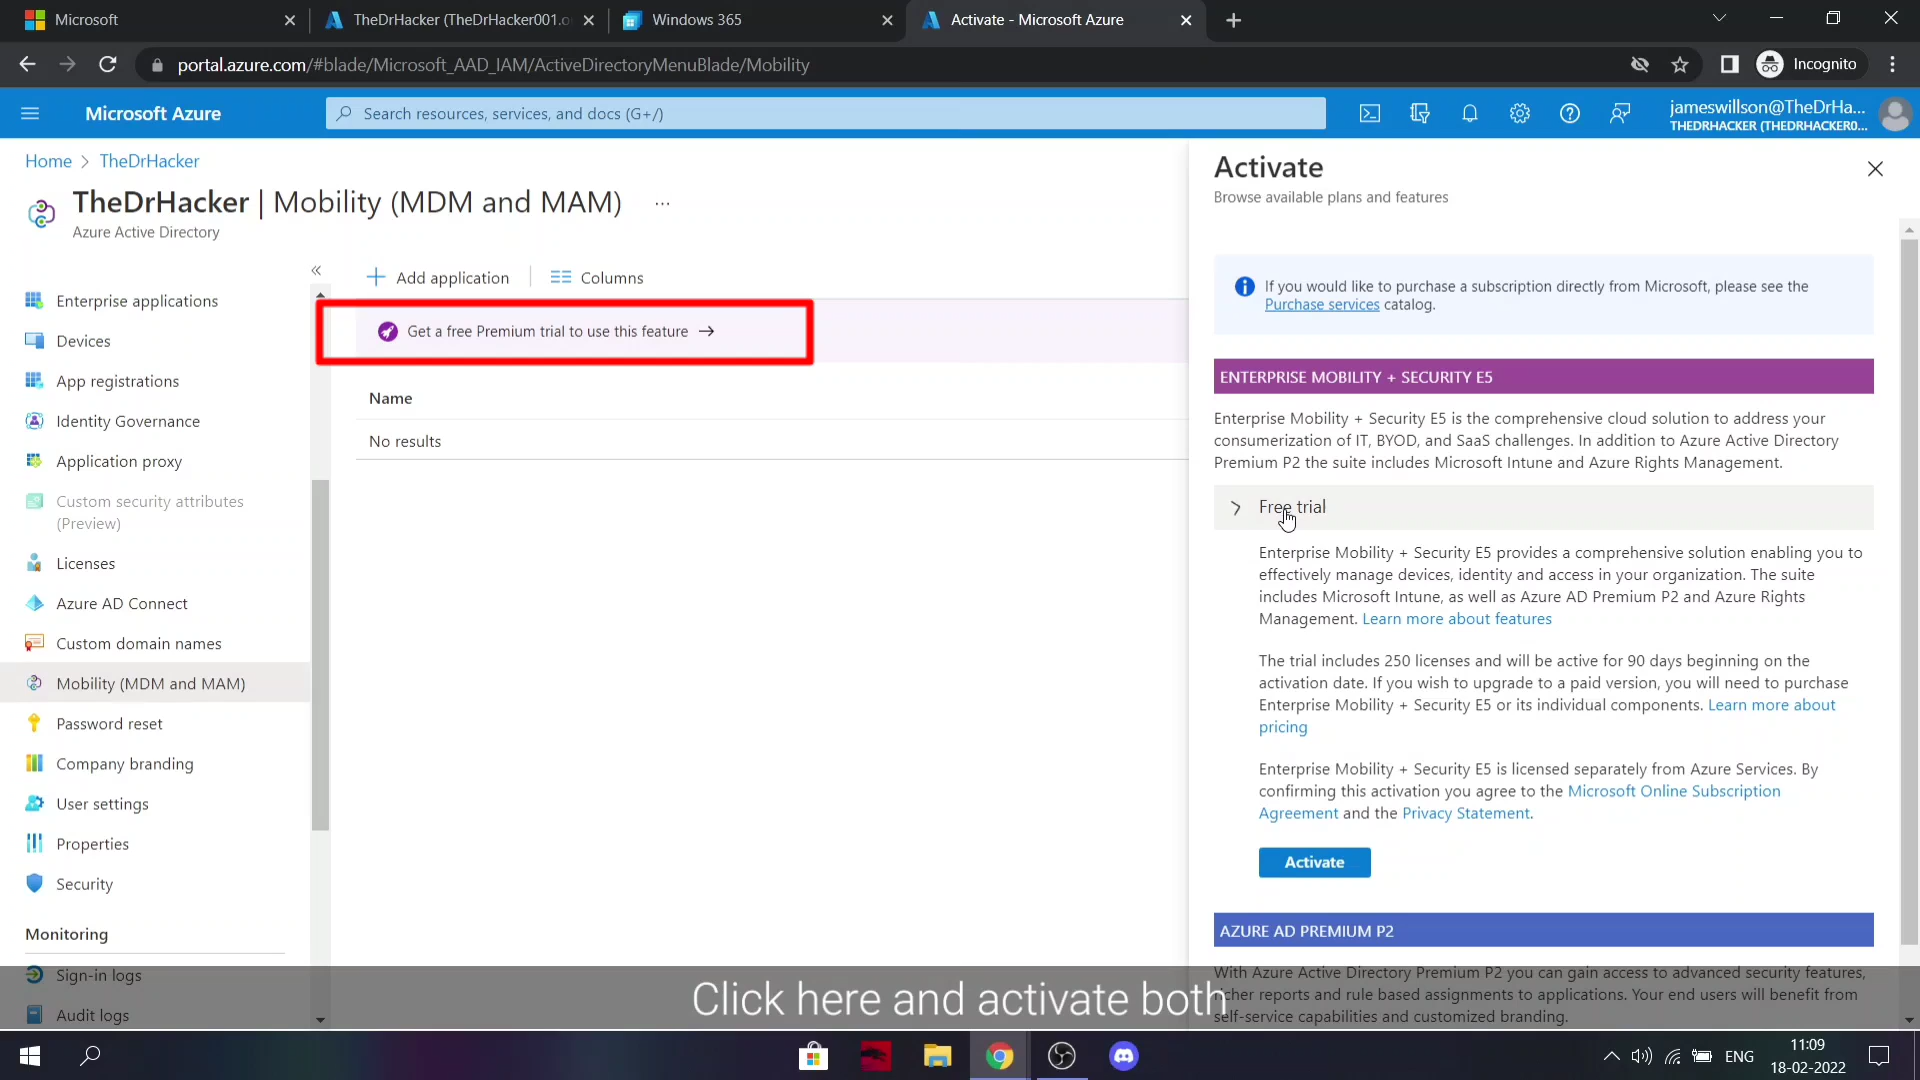 Microsoft
TheDrHacker (TheDrHacker001.o
Windows 365
Activate - Microsoft Azure
portal.azure.com/#blade/Microsoft_AAD_IAM/ActiveDirectoryMenuBlade/Mobility
Incognito
Microsoft Azure
Search resources, services, and docs (G+/)
jameswillson@TheDrHa...
THEDRHACKER (THEDRHACKER0...
Home > TheDrHacker
TheDrHacker | Mobility (MDM and MAM) ...
Azure Active Directory
Enterprise applications
Devices
App registrations
Identity Governance
Application proxy
Custom security attributes
(Preview)
Licenses
Azure AD Connect
Custom domain names
Mobility (MDM and MAM)
Password reset
Company branding
User settings
Properties
Security
Monitoring
Sign-in logs
Audit logs
Add application
Columns
Get a free Premium trial to use this feature →
Name
No results
Activate
Browse available plans and features
If you would like to purchase a subscription directly from Microsoft, please see the
Purchase services catalog.
ENTERPRISE MOBILITY + SECURITY E5
Enterprise Mobility + Security E5 is the comprehensive cloud solution to address your
consumerization of IT, BYOD, and SaaS challenges. In addition to Azure Active Directory
Premium P2 the suite includes Microsoft Intune and Azure Rights Management.
Free trial
Enterprise Mobility + Security E5 provides a comprehensive solution enabling you to
effectively manage devices, identity and access in your organization. The suite
includes Microsoft Intune, as well as Azure AD Premium P2 and Azure Rights
Management. Learn more about features
The trial includes 250 licenses and will be active for 90 days beginning on the
activation date. If you wish to upgrade to a paid version, you will need to purchase
Enterprise Mobility + Security E5 or its individual components. Learn more about
pricing
Enterprise Mobility + Security E5 is licensed separately from Azure Services. By
confirming this activation you agree to the Microsoft Online Subscription
Agreement and the Privacy Statement.
Activate
AZURE AD PREMIUM P2
With Azure Active Directory Premium P2 you can gain access to advanced security features,
richer reports and rule based assignments to applications. Your end users will benefit from
self-service capabilities and customized branding.
Click here and activate both
ENG
11:09
18-02-2022